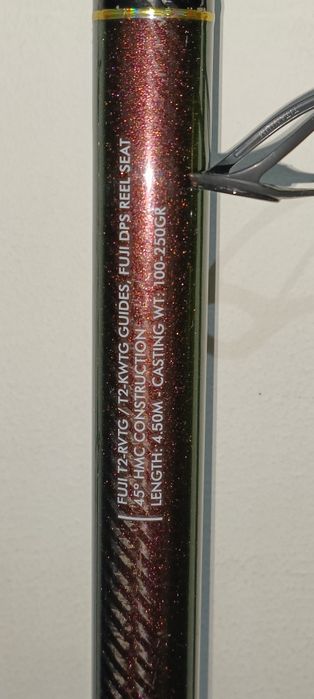 FUJI T2-RVTG / T2-KWTG GUIDES, FUJI DPS REEL SEAT
45° HMC CONSTRUCTION
LENGTH: 4.50M - CASTING WT: 100-250GR